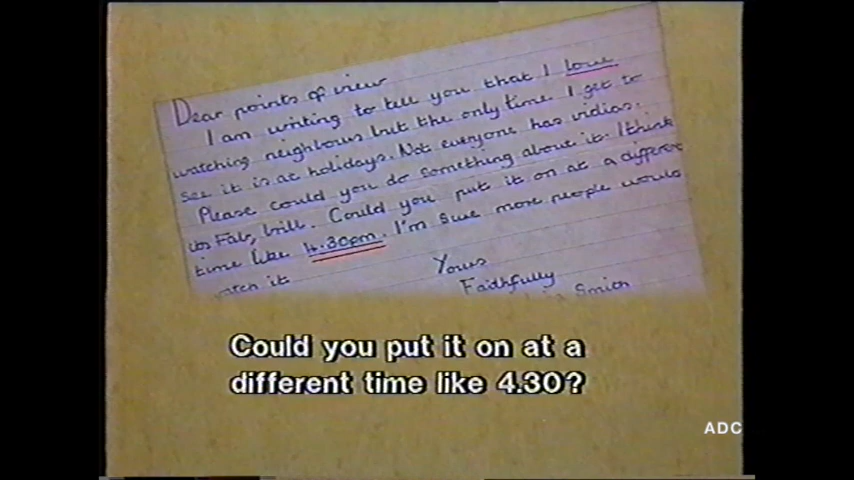 Dear points of view
I am writing to tell you that I love
watching neighbours but the only time I get to
see it is at holidays. Not everyone has vidios.
Please could you do something about it. I think
its Fab, brill. Could you put it on at a different
time like 4.30pm. I'm sure more people would
watch it
Yours
Faithfully
Smith
Could you put it on at a
different time like 4.30?
ADC